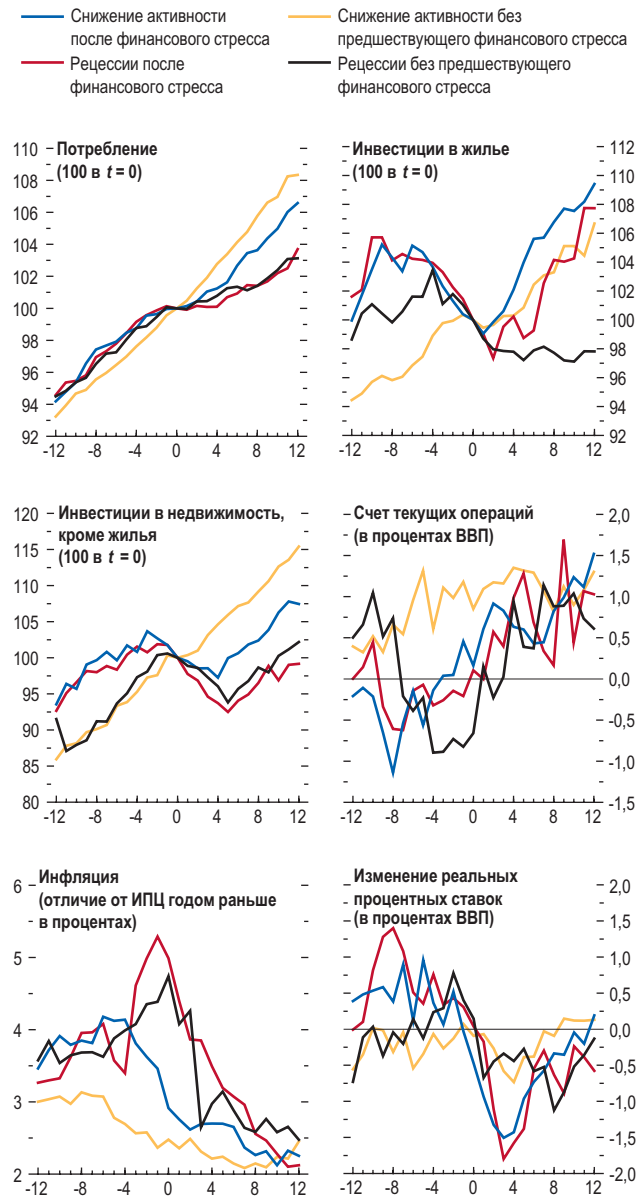 Снижение активности
после финансового стресса
Рецессии после
финансового стресса
Снижение активности без
предшествующего финансового стресса
Рецессии без предшествующего
финансового стресса
Потребление
(100 в t = 0)
110
108
106
104
102
100
98
96
94
92
-12 -8 -4 0 4 8 12
Инвестиции в жилье
(100 в t = 0)
112
110
108
106
104
102
100
98
96
94
92
-12 -8 -4 0 4 8 12
Инвестиции в недвижимость,
кроме жилья
(100 в t = 0)
120
115
110
105
100
95
90
85
80
-12 -8 -4 0 4 8 12
Счет текущих операций
(в процентах ВВП)
2,0
1,5
1,0
0,5
0,0
-0,5
-1,0
-1,5
-12 -8 -4 0 4 8 12
Инфляция
(отличие от ИПЦ годом раньше
в процентах)
6
5
4
3
2
-12 -8 -4 0 4 8 12
Изменение реальных
процентных ставок
(в процентах ВВП)
2,0
1,5
1,0
0,5
0,0
-0,5
-1,0
-1,5
-2,0
-12 -8 -4 0 4 8 12